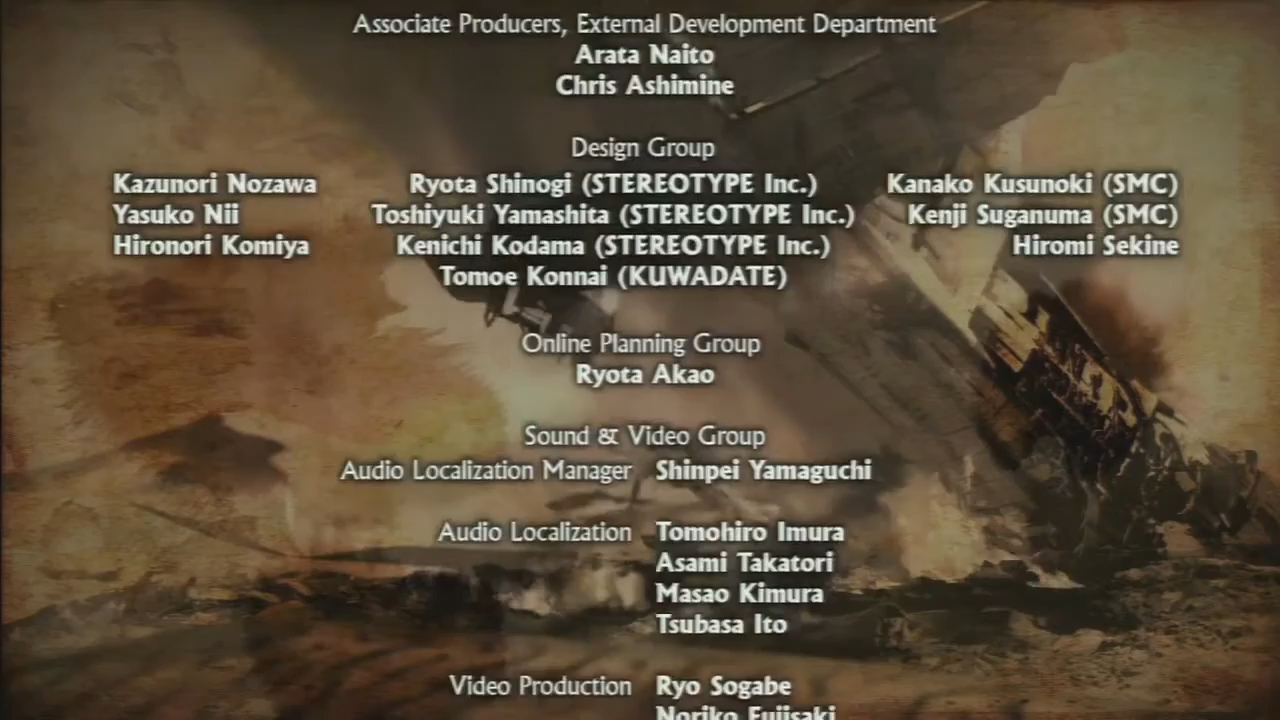 Associate Producers, External Development Department
Arata Naito
Chris Ashimine
Design Group
Kazunori Nozawa Ryota Shinogi (STEREOTYPE Inc.) Kanako Kusunoki (SMC)
Yasuko Nii Toshiyuki Yamashita (STEREOTYPE Inc.) Kenji Suganuma (SMC)
Hironori Komiya Kenichi Kodama (STEREOTYPE Inc.) Hiromi Sekine
Tomoe Konnai (KUWADATE)
Online Planning Group
Ryota Akao
Sound & Video Group
Audio Localization Manager Shinpei Yamaguchi
Audio Localization Tomohiro Imura
Asami Takatori
Masao Kimura
Tsubasa Ito
Video Production Ryo Sogabe
Noriko Fujisaki